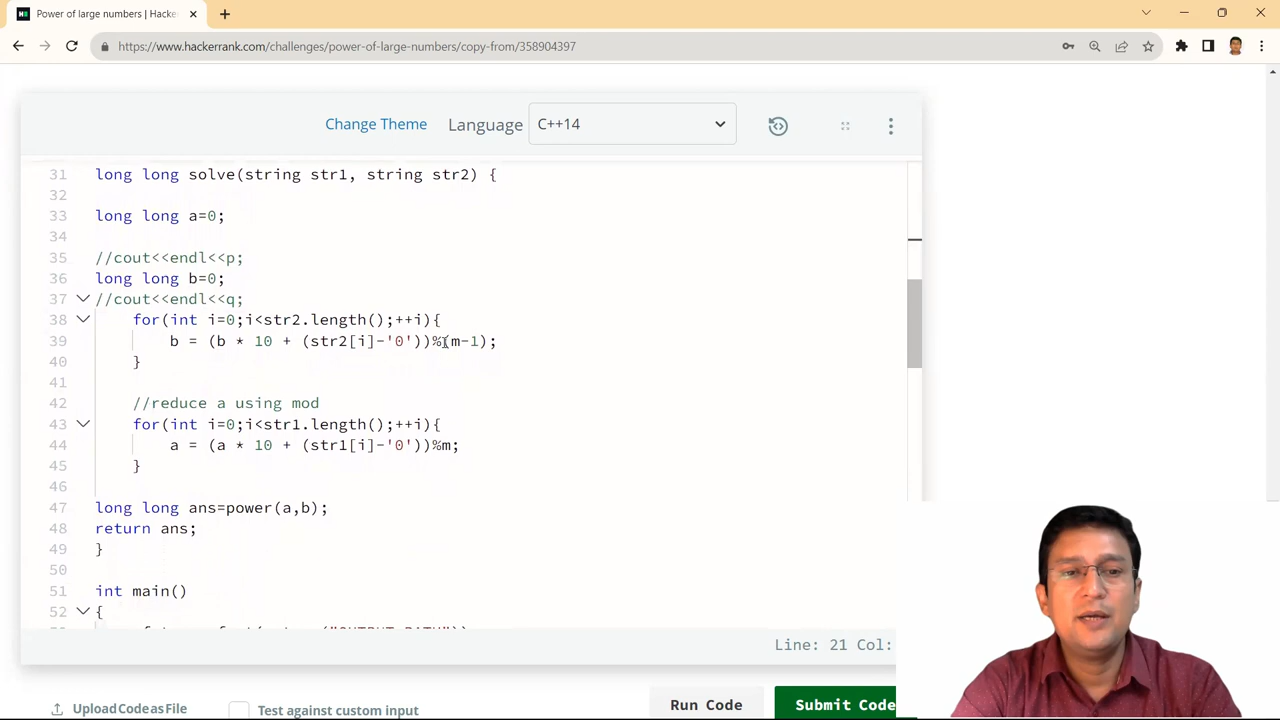 Power of large numbers | Hacke
https://www.hackerrank.com/challenges/power-of-large-numbers/copy-from/358904397
Change Theme Language C++14
31 long long solve(string str1, string str2) {
32
33 long long a=0;
34
35 //cout<<endl<<p;
36 long long b=0;
37 //cout<<endl<<q;
38 for(int i=0;i<str2.length();++i){
39 b = (b * 10 + (str2[i]-'0'))%(m-1);
40 }
41
42 //reduce a using mod
43 for(int i=0;i<str1.length();++i){
44 a = (a * 10 + (str1[i]-'0'))%m;
45 }
46
47 long long ans=power(a,b);
48 return ans;
49 }
50
51 int main()
52 {
Line: 21 Col:
Upload Code as File Test against custom input Run Code Submit Code